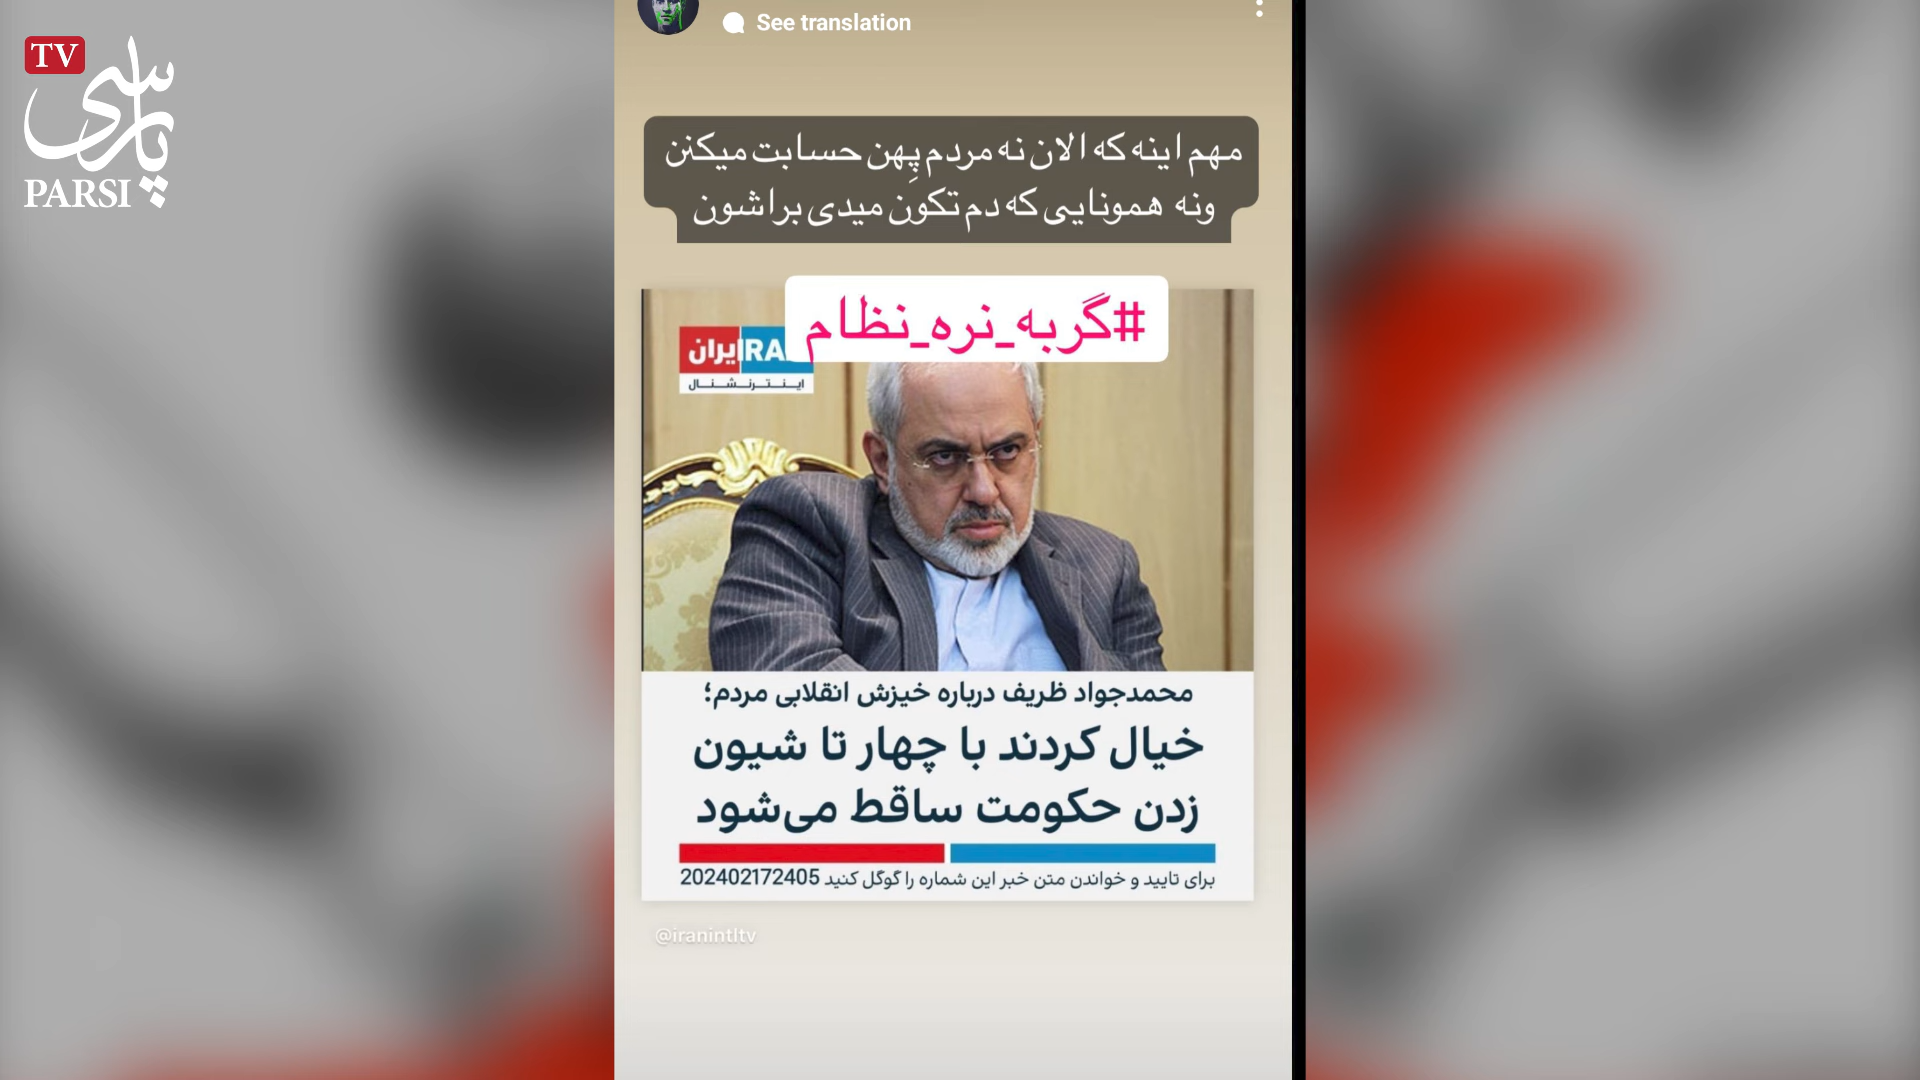 TV
پارسی
PARSI
See translation
مهم اینه که الان نه مردم پِهن حسابت میکنن
ونه همونایی که دم تکون میدی براشون
#گربه_نره_نظام
ایران IRA
اینترنشنال
محمدجواد ظریف درباره خیزش انقلابی مردم؛
خیال کردند با چهار تا شیون
زدن حکومت ساقط می‌شود
برای تایید و خواندن متن خبر این شماره را گوگل کنید 202402172405
@iranintltv